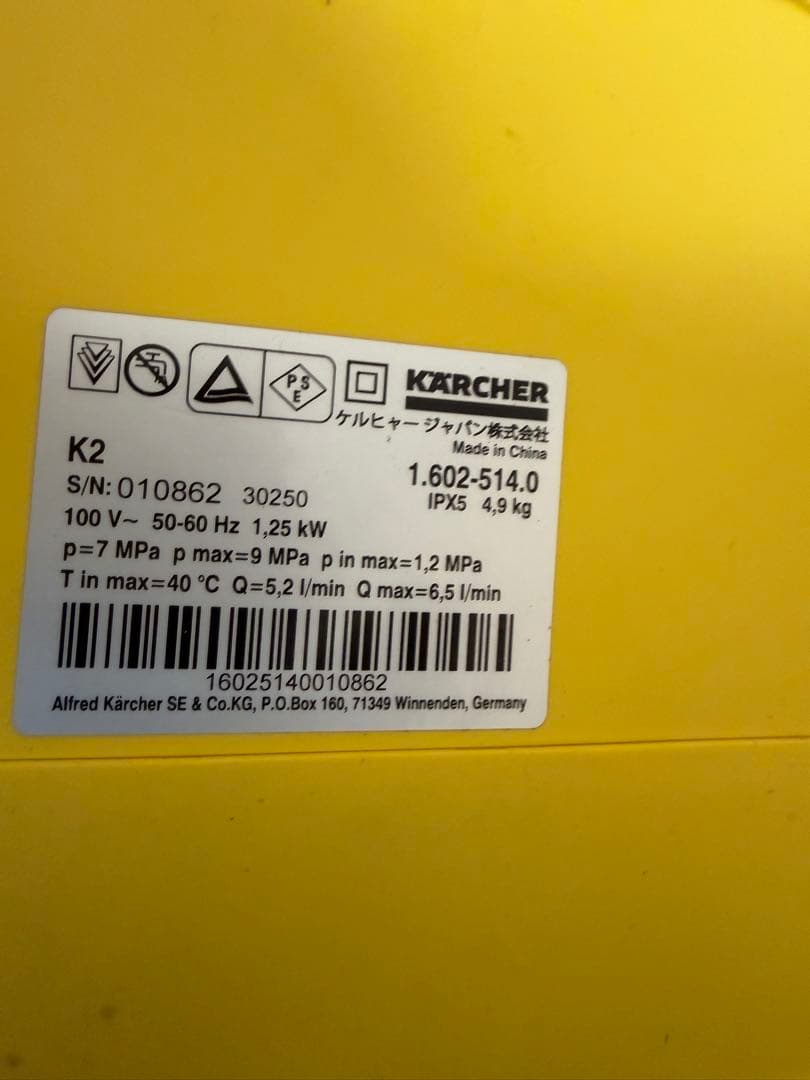 PSE
KÄRCHER
ケルヒャー ジャパン株式会社
Made in China
K2
1.602-514.0
S/N: 010862 30250
IPX5 4,9 kg
100 V~ 50-60 Hz 1,25 kW
p=7 MPa p max=9 MPa p in max=1,2 MPa
T in max=40 °C Q=5,2 l/min Q max=6,5 l/min
16025140010862
Alfred Kärcher SE & Co.KG, P.O.Box 160, 71349 Winnenden, Germany